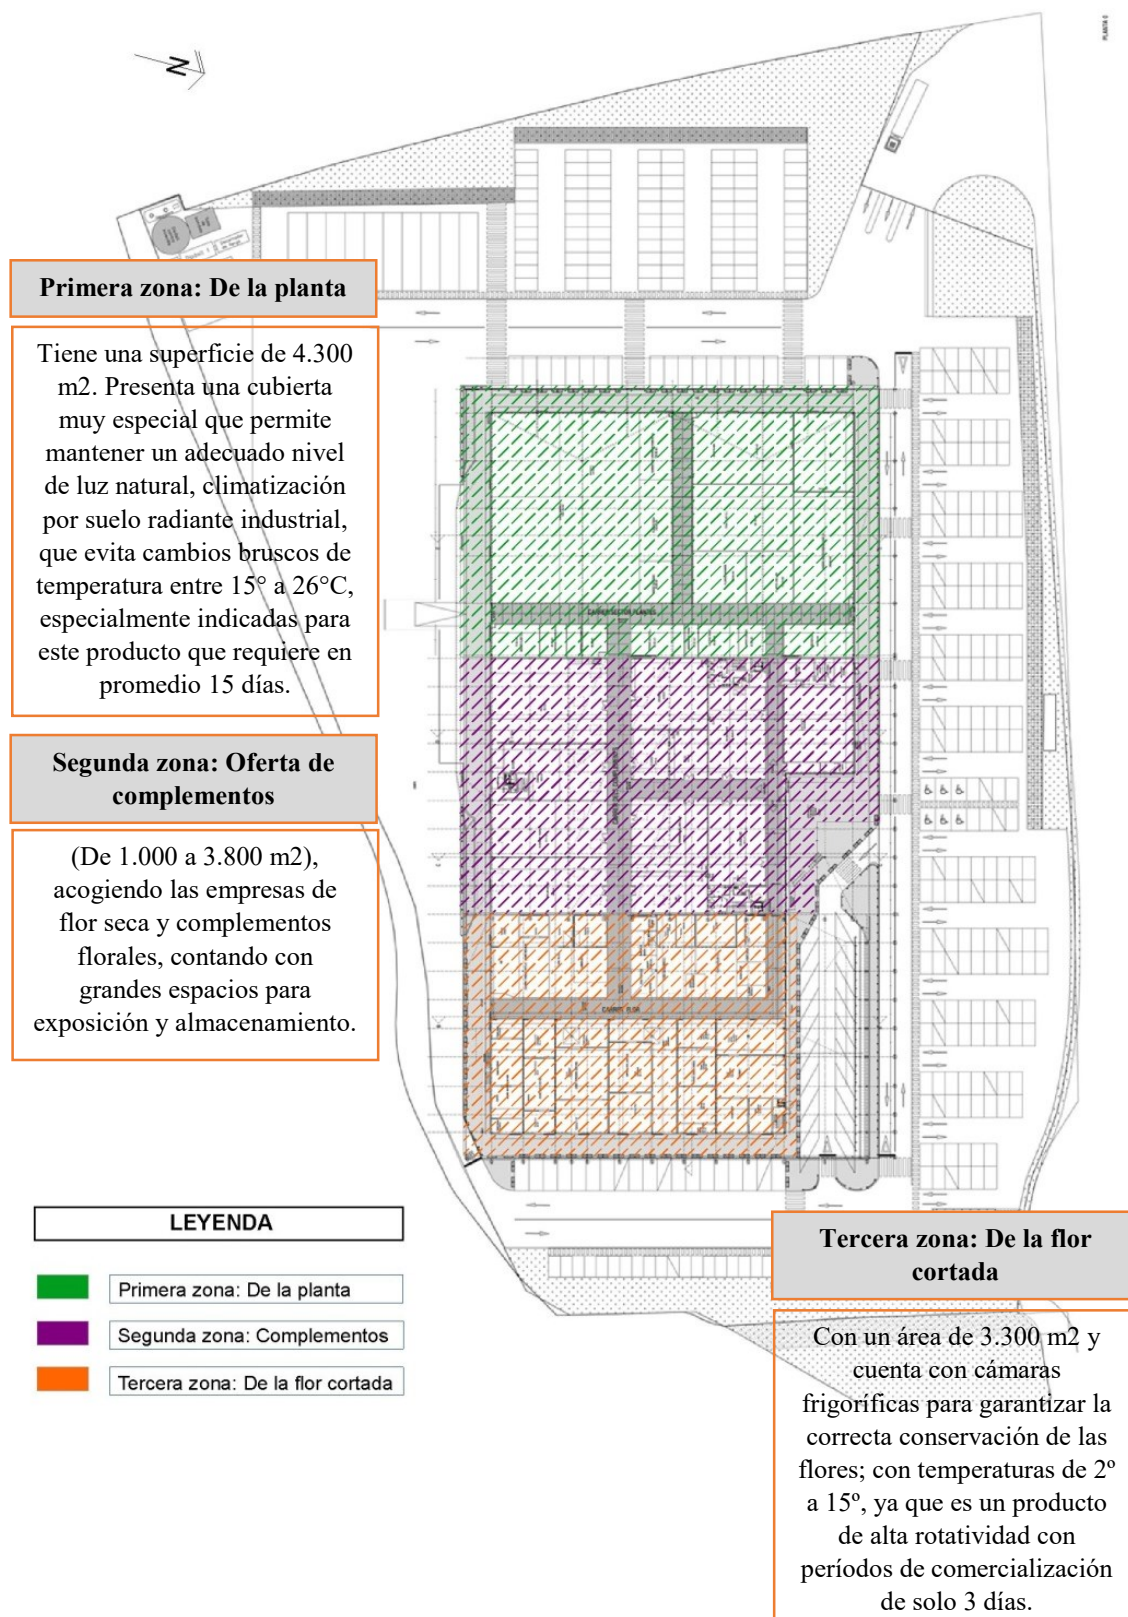 PLANTA 0
N
Primera zona: De la planta
Tiene una superficie de 4.300
m2. Presenta una cubierta
muy especial que permite
mantener un adecuado nivel
de luz natural, climatización
por suelo radiante industrial,
que evita cambios bruscos de
temperatura entre 15° a 26°C,
especialmente indicadas para
este producto que requiere en
promedio 15 días.
Segunda zona: Oferta de
complementos
(De 1.000 a 3.800 m2),
acogiendo las empresas de
flor seca y complementos
florales, contando con
grandes espacios para
exposición y almacenamiento.
CARRER SECTOR PLANTES
CARRER FLOR
LEYENDA
Primera zona: De la planta
Segunda zona: Complementos
Tercera zona: De la flor cortada
Tercera zona: De la flor
cortada
Con un área de 3.300 m2 y
cuenta con cámaras
frigoríficas para garantizar la
correcta conservación de las
flores; con temperaturas de 2º
a 15º, ya que es un producto
de alta rotatividad con
períodos de comercialización
de solo 3 días.